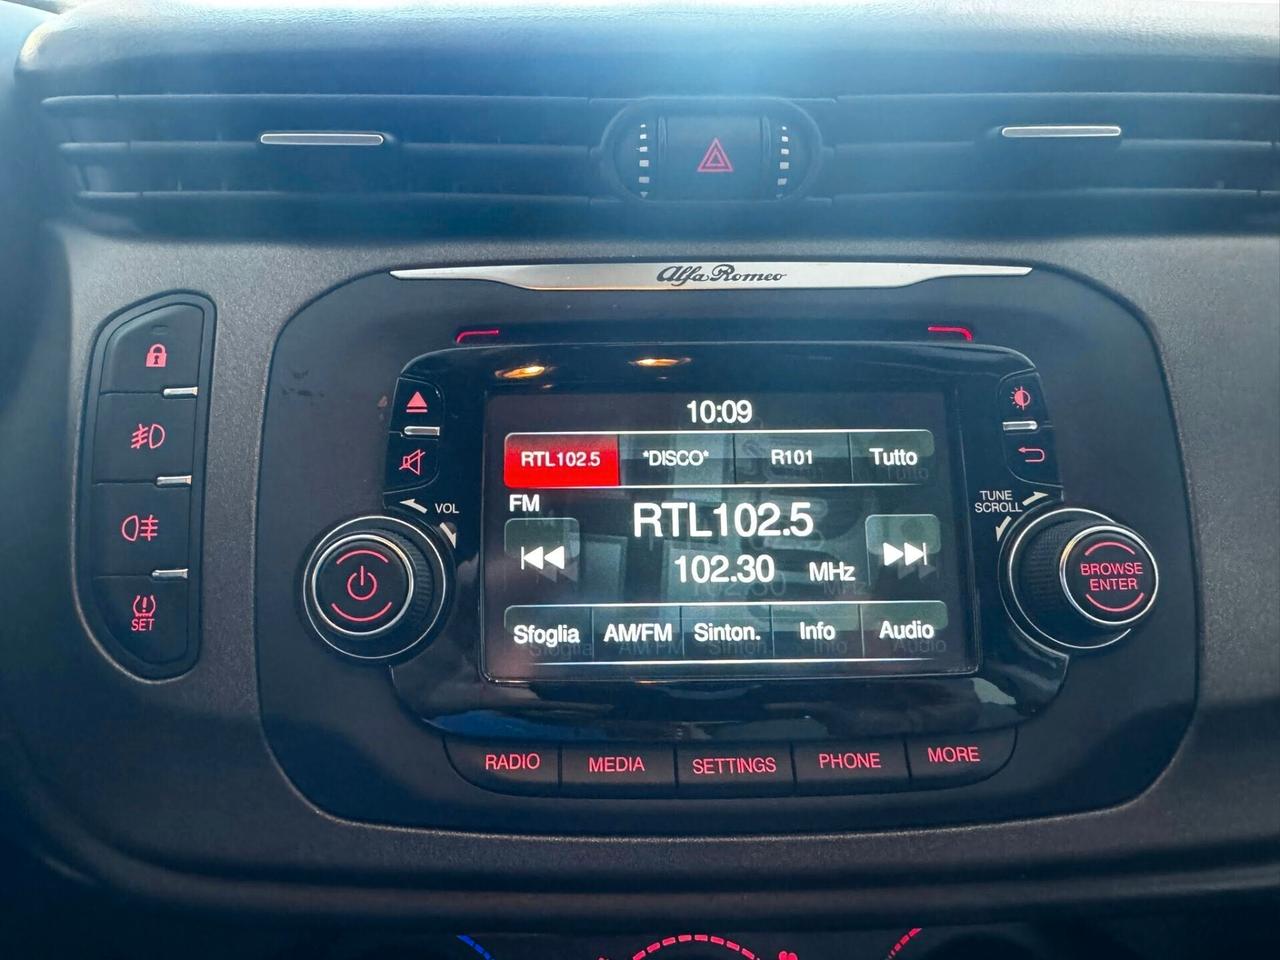 Alfa Romeo
10:09
RTL102.5 *DISCO* R101 Tutto
FM
RTL102.5
102.30 MHz
Sfoglia AM/FM Sinton. Info Audio
VOL
TUNE
SCROLL
BROWSE
ENTER
SET
RADIO MEDIA SETTINGS PHONE MORE